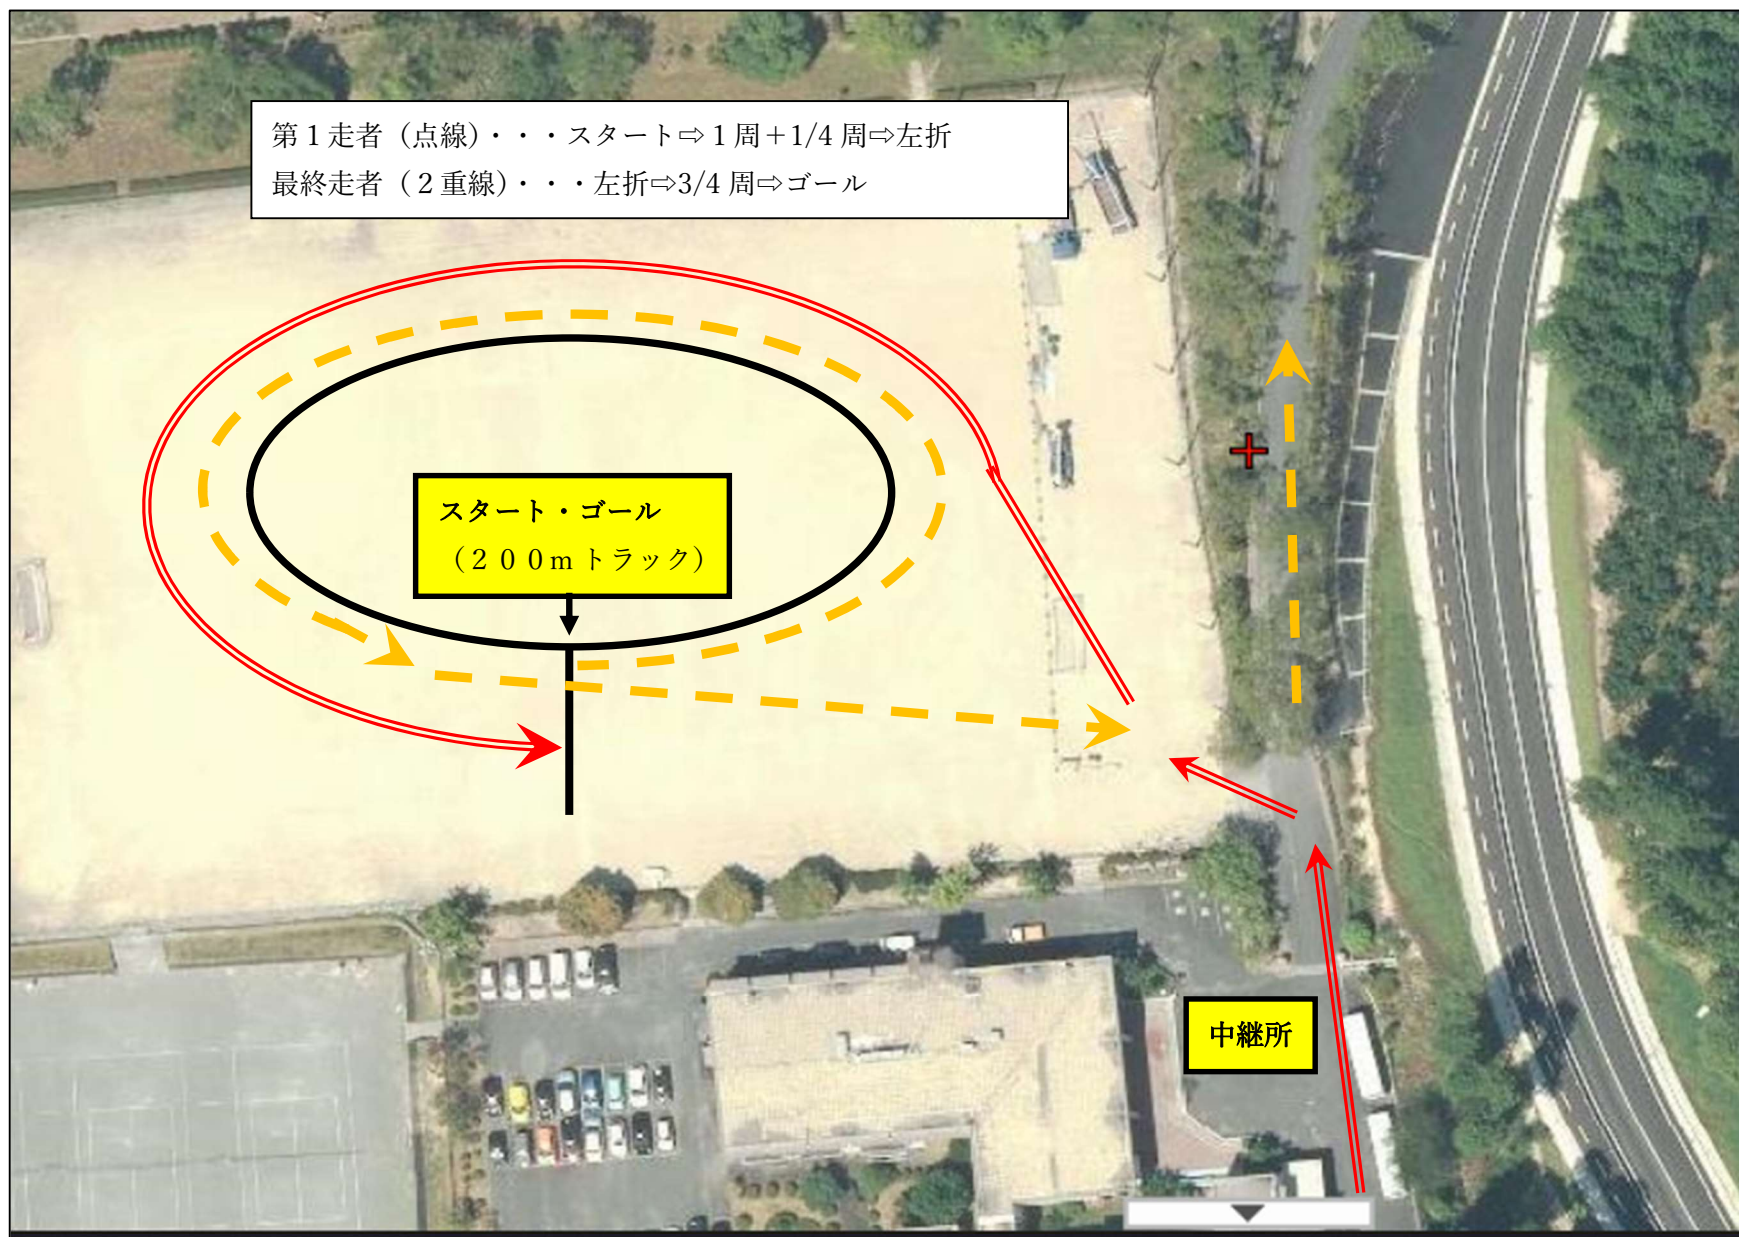 第１走者（点線）・・・スタート⇨１周＋1/4 周⇨左折
最終走者（２重線）・・・左折⇨3/4 周⇨ゴール
スタート・ゴール
（２００ｍトラック）
中継所